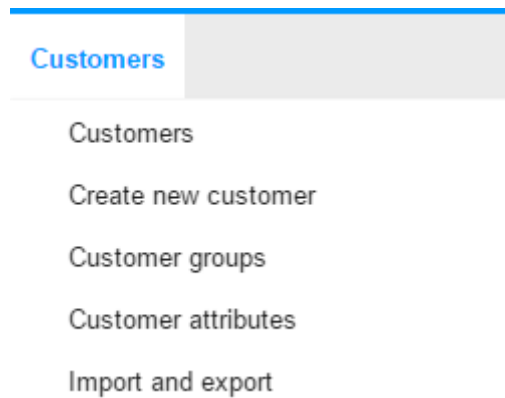 Customers
Customers
Create new customer
Customer groups
Customer attributes
Import and export